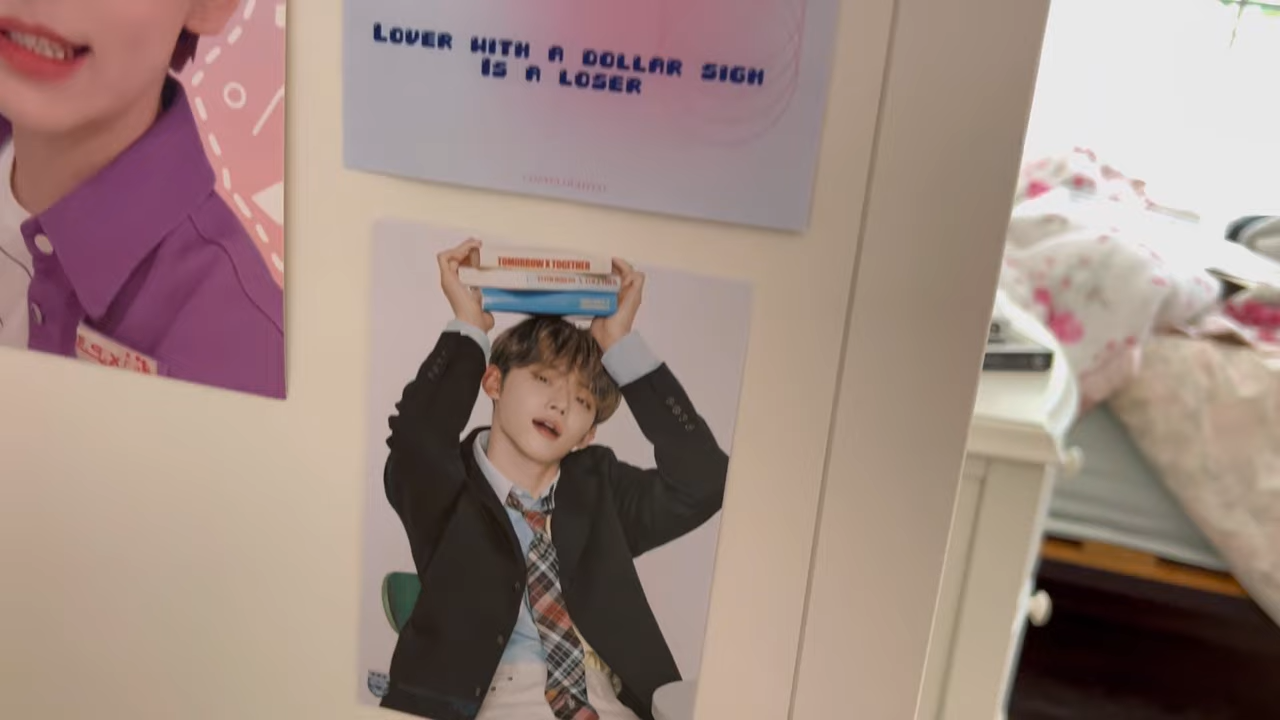 LOVER WITH A DOLLAR SIGN
IS A LOSER
TOMORROW X TOGETHER
TOMORROW X TOGETHER